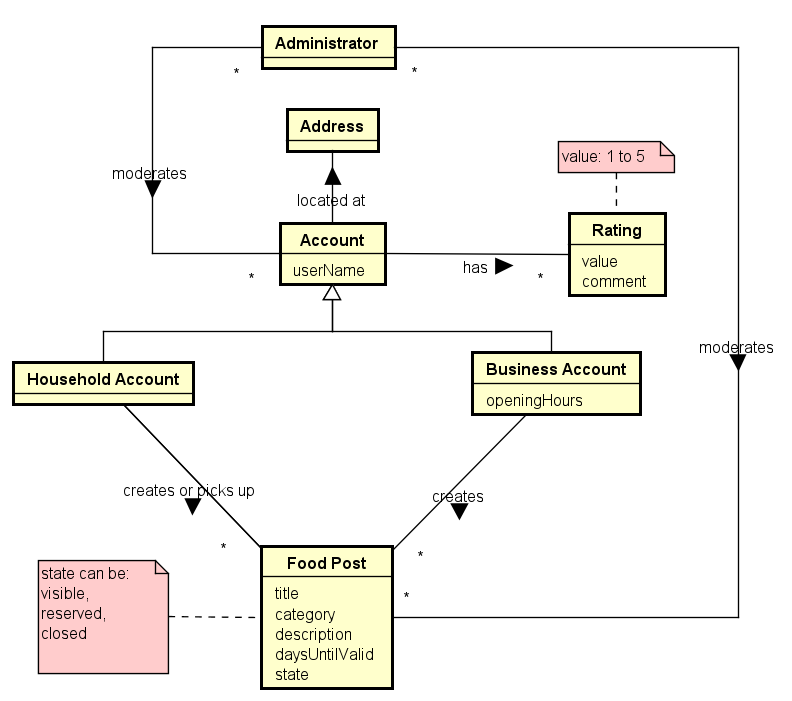 Administrator
*
*
Address
value: 1 to 5
moderates
located at
Rating
Account
value
has
userName
comment
*
*
moderates
Household Account
Business Account
openingHours
creates or picks up
creates
*
*
Food Post
state can be:
visible,
reserved,
closed
title
*
category
description
daysUntilValid
state